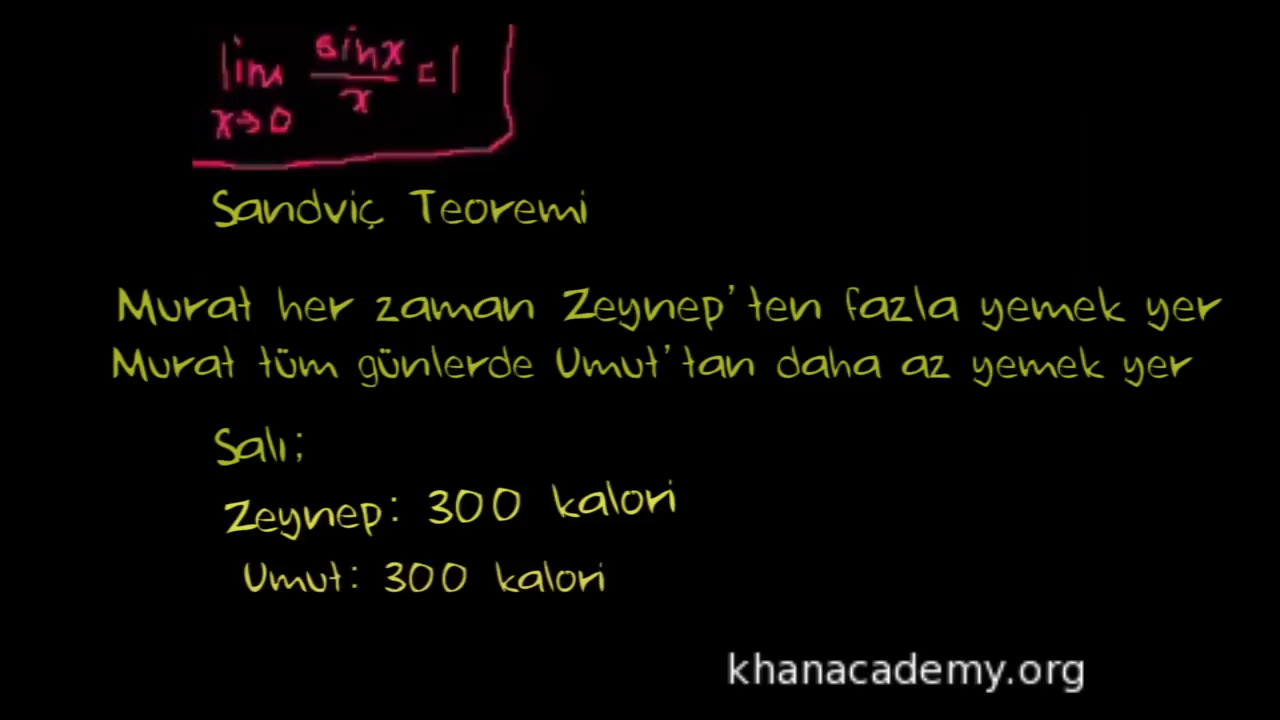 lim sinx/x = 1
x→0
Sandviç Teoremi
Murat her zaman Zeynep'ten fazla yemek yer
Murat tüm günlerde Umut'tan daha az yemek yer
Salı;
Zeynep: 300 kalori
Umut: 300 kalori
khanacademy.org